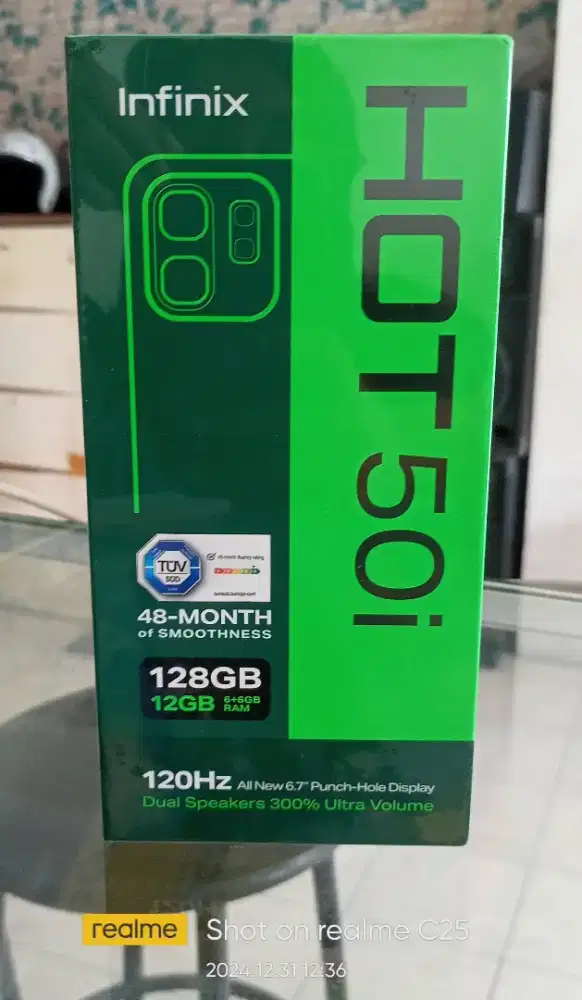 Infinix
HOT 50i
TÜV
SÜD
48-MONTH
of SMOOTHNESS
128GB
12GB 6+6GB
RAM
120Hz All New 6.7" Punch-Hole Display
Dual Speakers 300% Ultra Volume
realme Shot on realme C25
2024.12.31 12:36